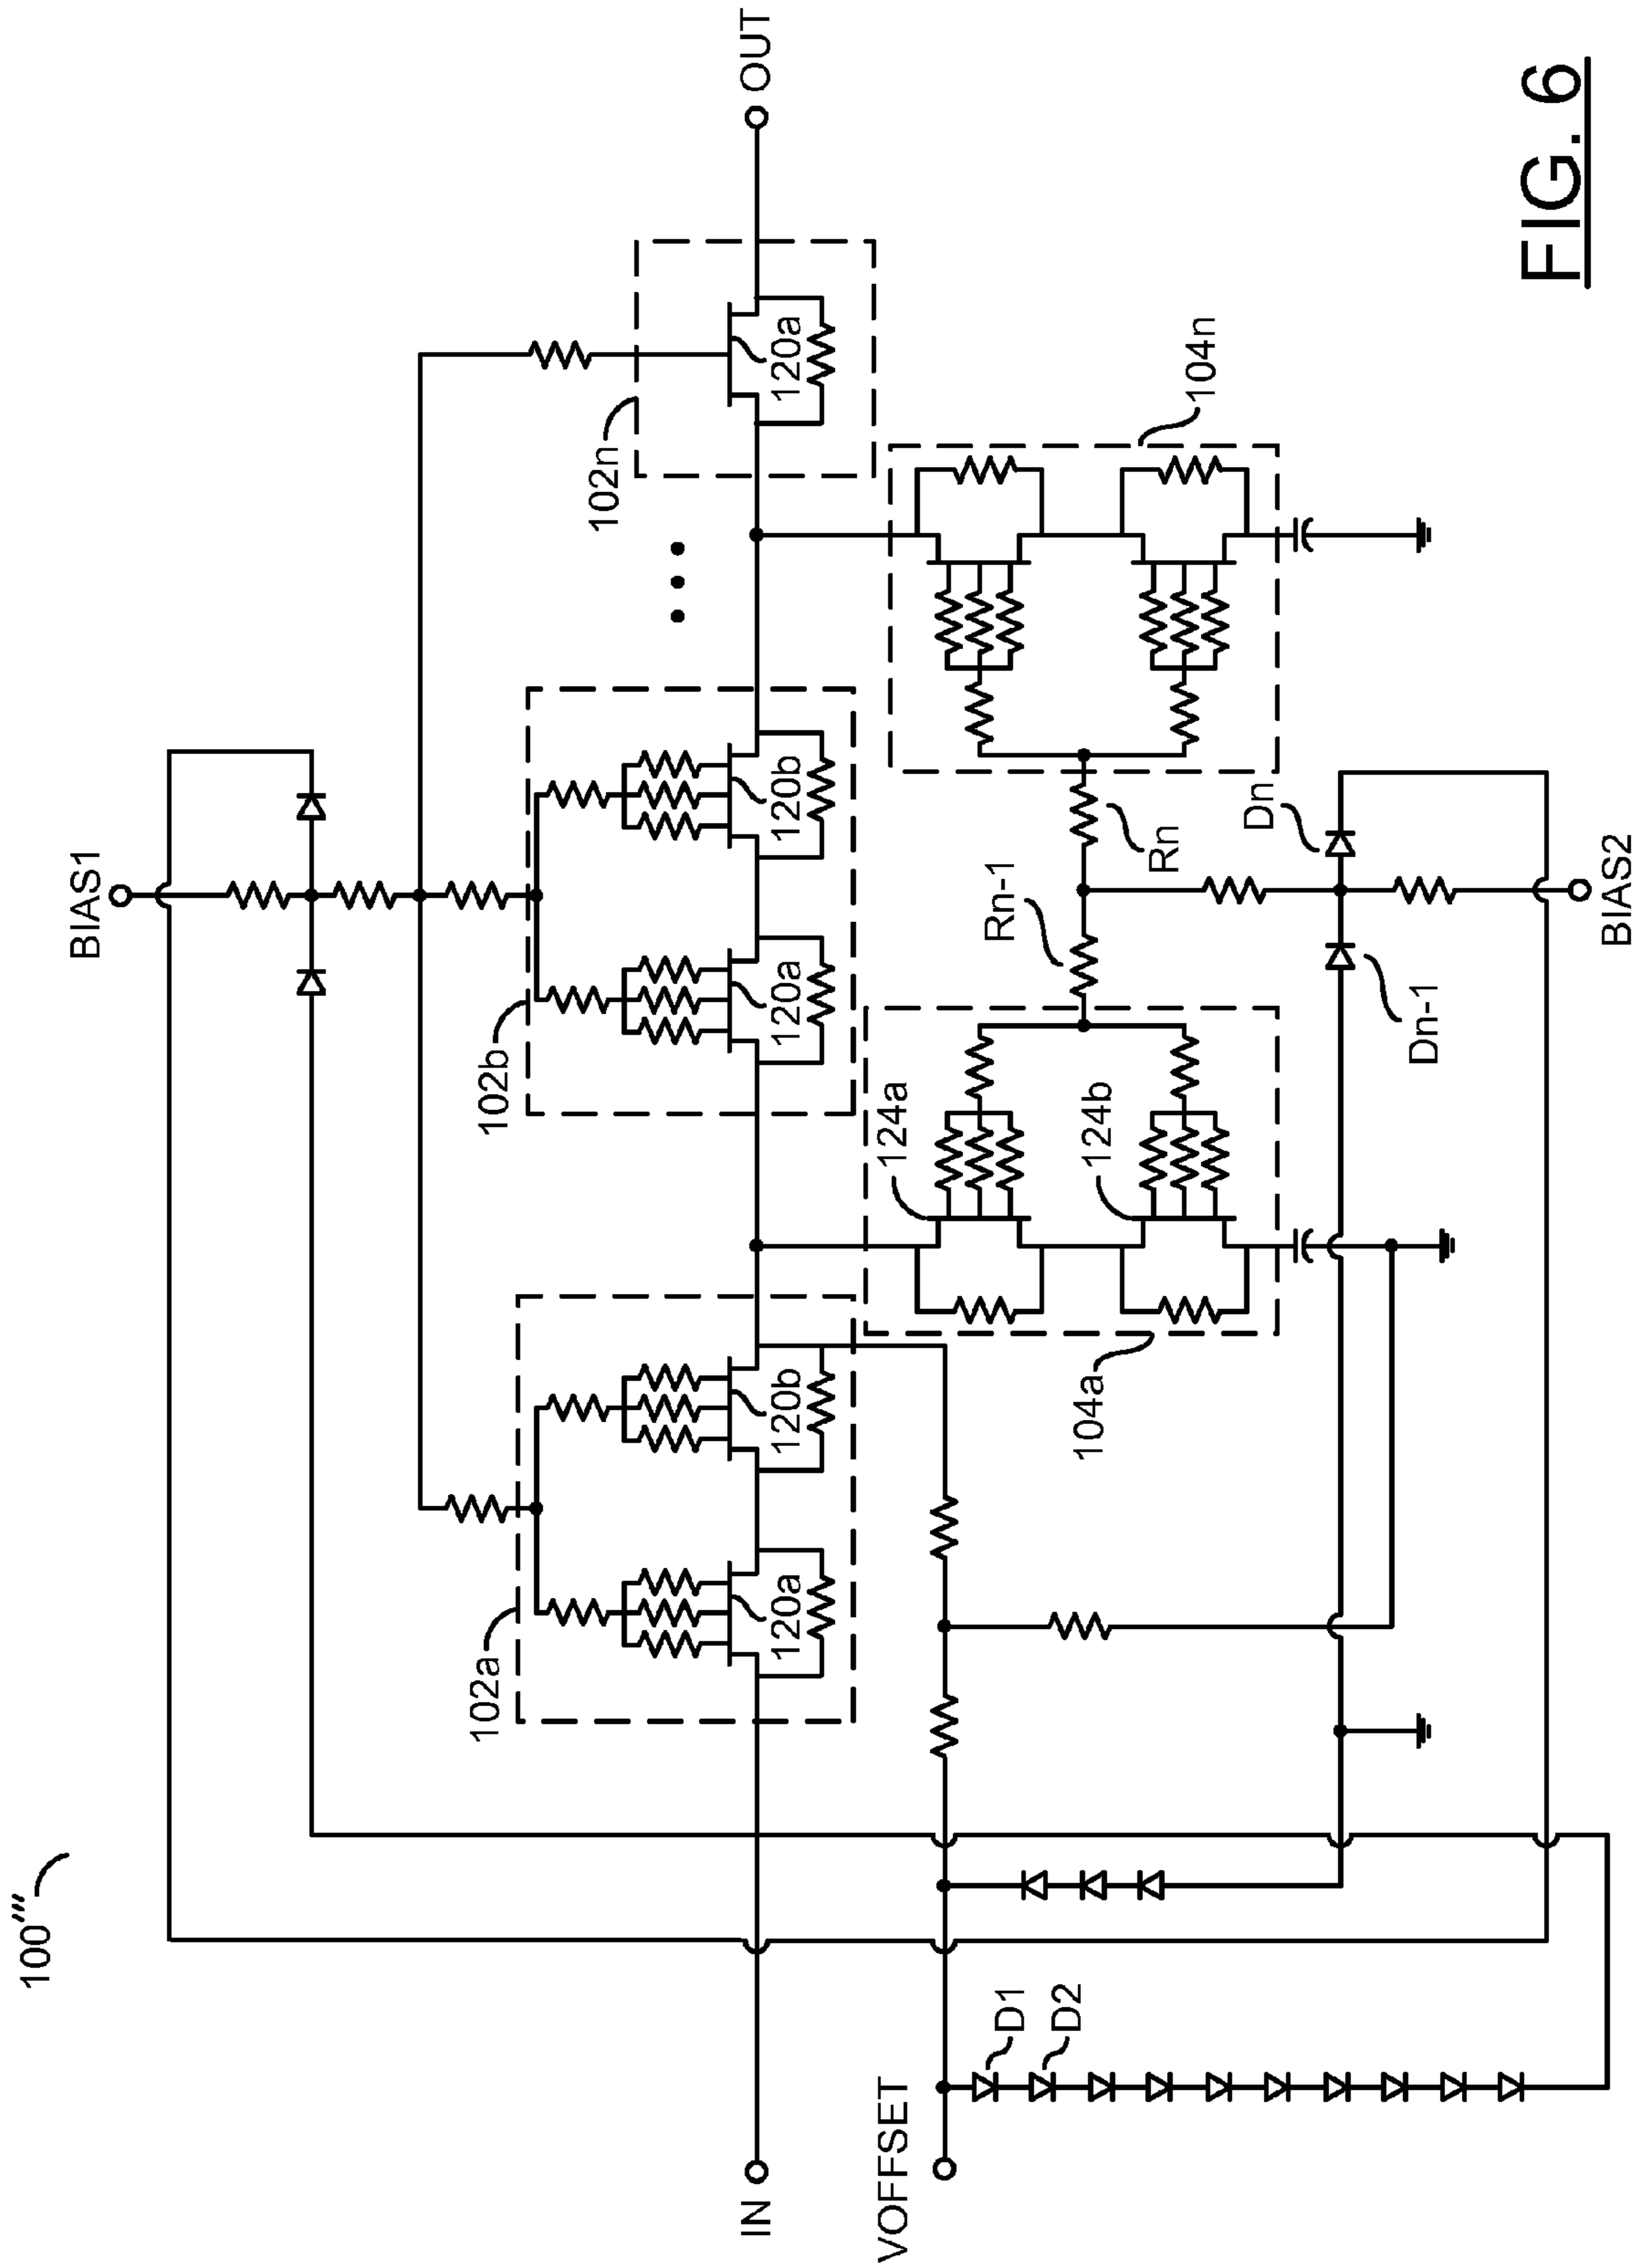 100'''
BIAS1
102a
120a
120b
102b
120a
120b
102n
120a
IN
OUT
VOFFSET
D1
D2
104a
124a
124b
Rn-1
Rn
104n
Dn-1
Dn
BIAS2
FIG. 6